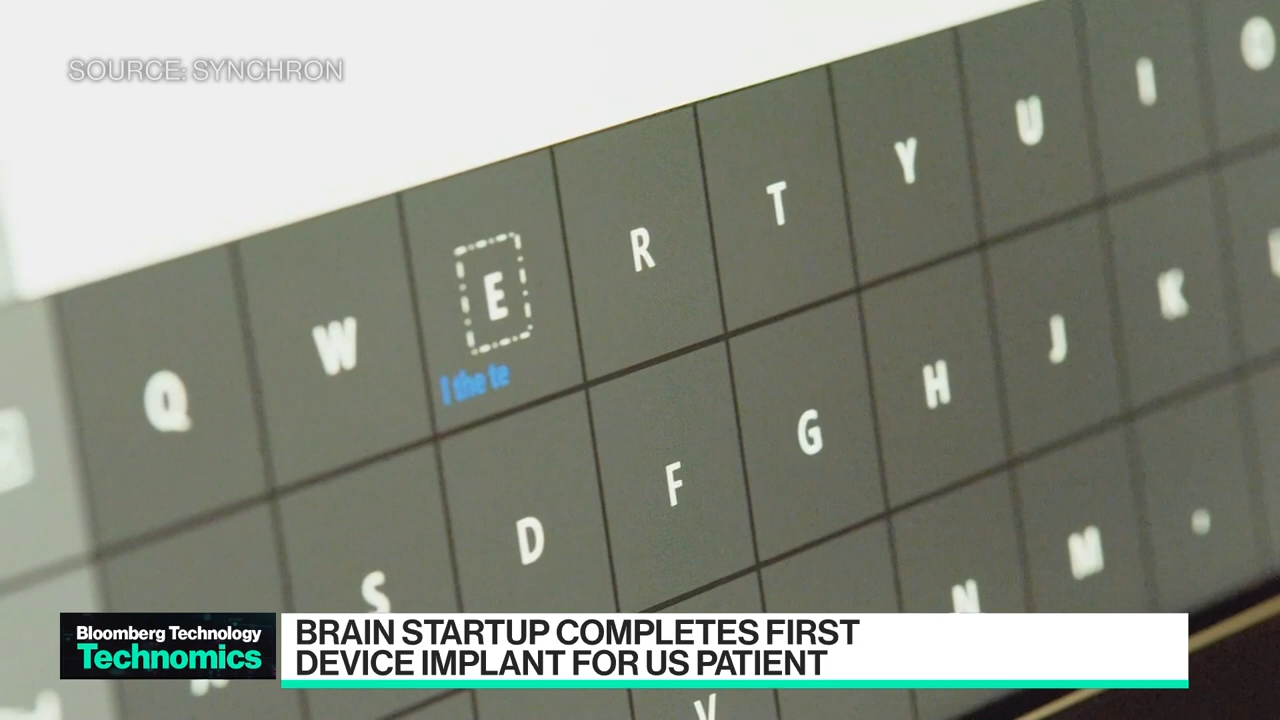 SOURCE: SYNCHRON
Q W E R T Y U I
I the te
S D F G H J K
N M .
V
Bloomberg Technology
Technomics
BRAIN STARTUP COMPLETES FIRST
DEVICE IMPLANT FOR US PATIENT